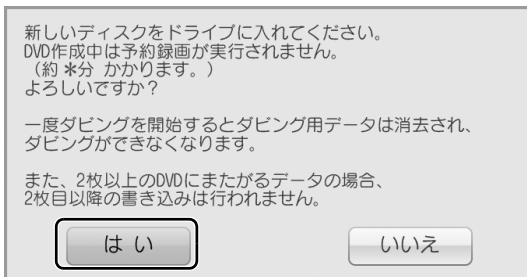 新しいディスクをドライブに入れてください。
DVD作成中は予約録画が実行されません。
（約 *分 かかります。）
よろしいですか？
一度ダビングを開始するとダビング用データは消去され、
ダビングができなくなります。
また、2枚以上のDVDにまたがるデータの場合、
2枚目以降の書き込みは行われません。
はい
いいえ